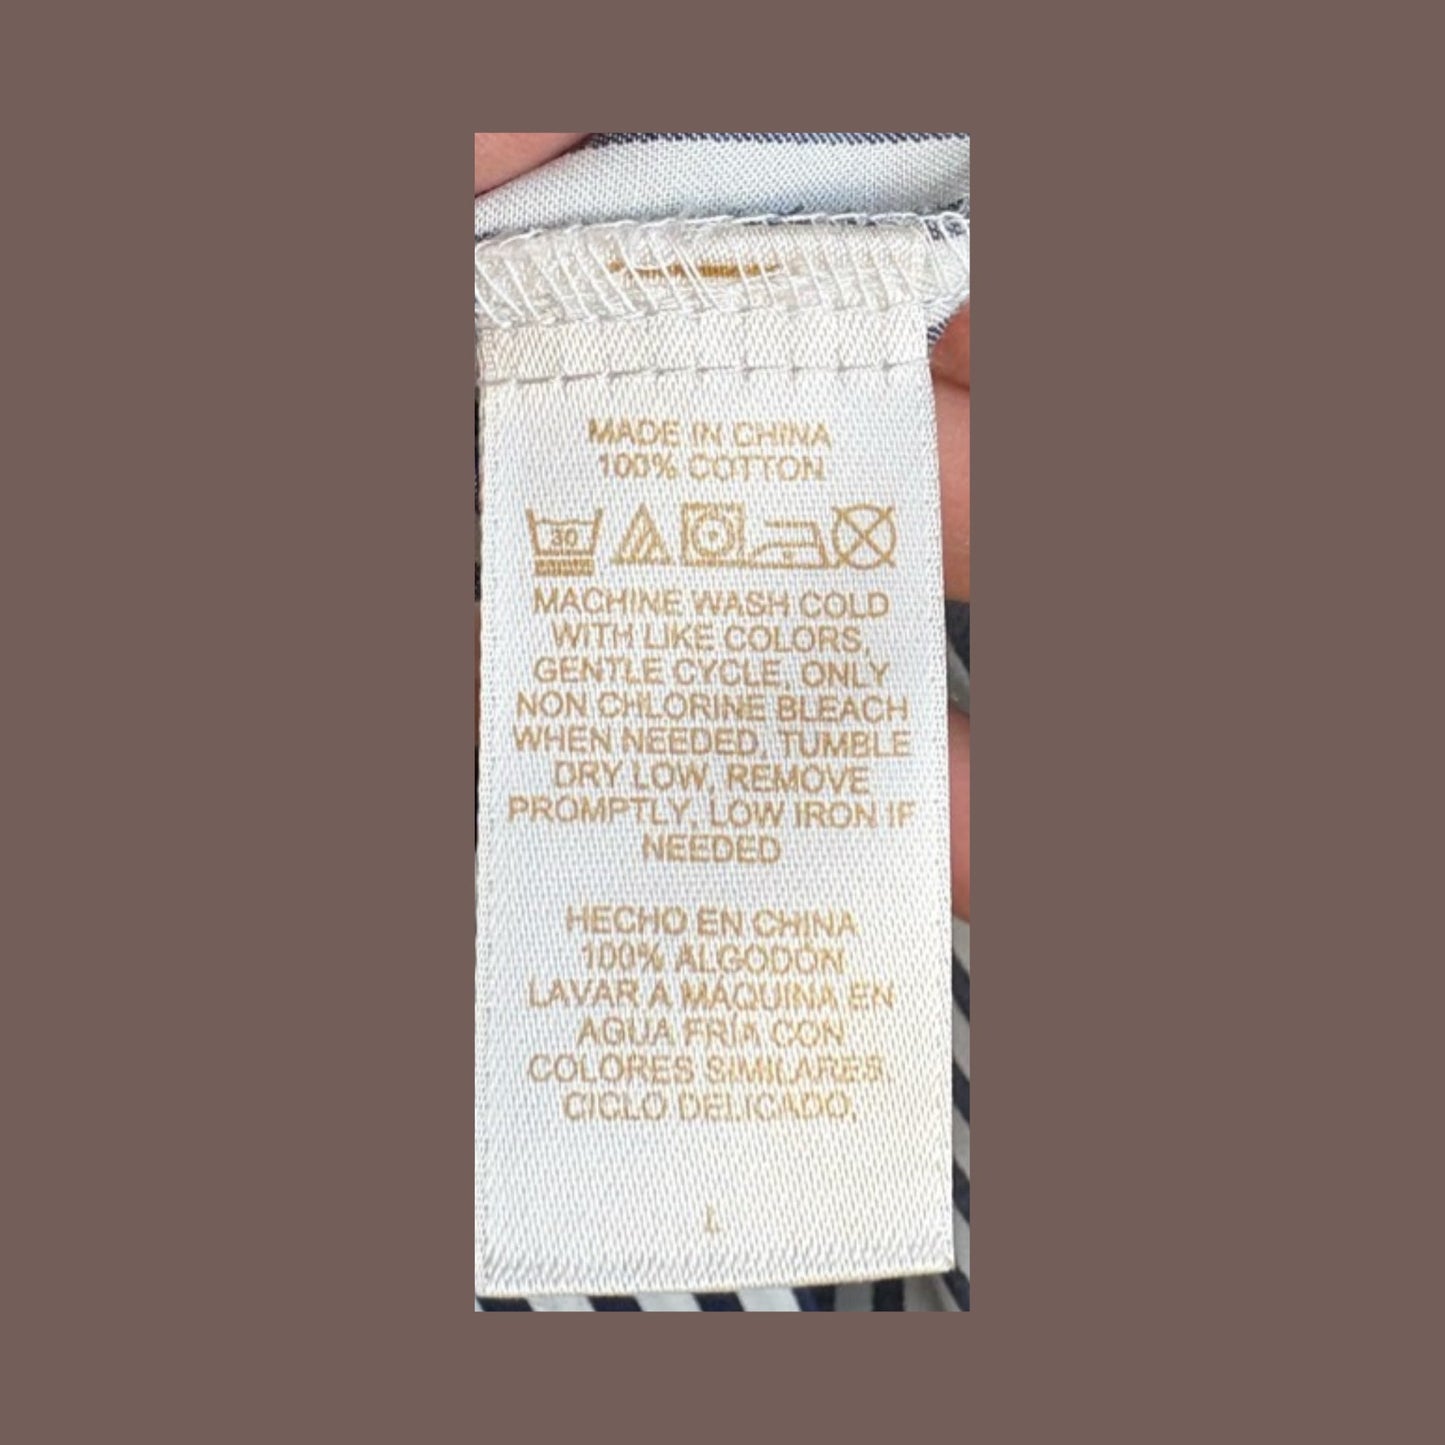 MADE IN CHINA
100% COTTON
30
MACHINE WASH COLD
WITH LIKE COLORS,
GENTLE CYCLE, ONLY
NON CHLORINE BLEACH
WHEN NEEDED, TUMBLE
DRY LOW, REMOVE
PROMPTLY, LOW IRON IF
NEEDED
HECHO EN CHINA
100% ALGODÓN
LAVAR A MÁQUINA EN
AGUA FRÍA CON
COLORES SIMILARES,
CICLO DELICADO,
L